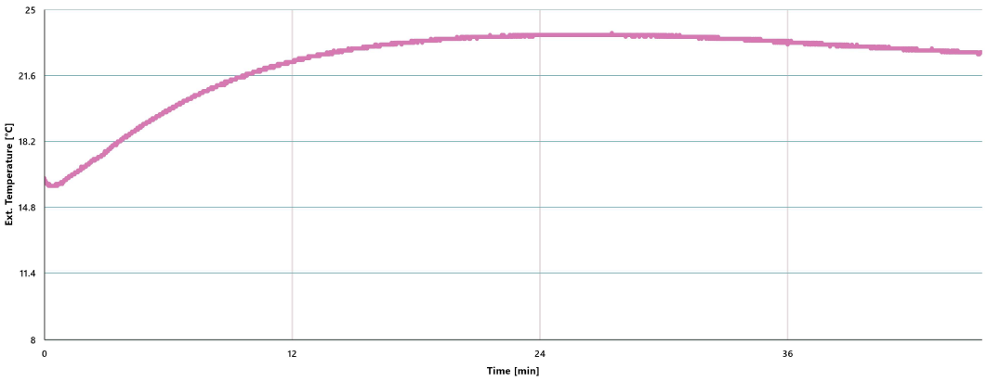 25
21.6
18.2
14.8
11.4
8
Ext. Temperature [°C]
0 12 24 36
Time [min]